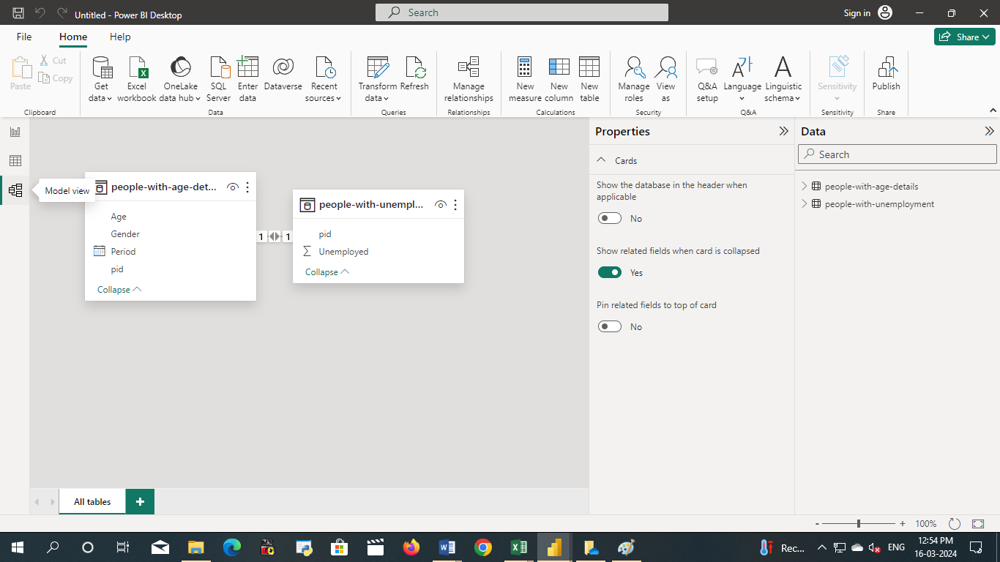 Untitled - Power BI Desktop
Search
Sign in
File
Home
Help
Share
Paste
Cut
Copy
Clipboard
Get data
Excel workbook
OneLake data hub
SQL Server
Enter data
Dataverse
Recent sources
Data
Transform data
Refresh
Queries
Manage relationships
Relationships
New measure
New column
New table
Calculations
Manage roles
View as
Security
Q&A setup
Language
Linguistic schema
Q&A
Sensitivity
Sensitivity
Publish
Share
Model view
people-with-age-det...
Age
Gender
Period
pid
Collapse
1
1
people-with-unempl...
pid
Unemployed
Collapse
Properties
Cards
Show the database in the header when
applicable
No
Show related fields when card is collapsed
Yes
Pin related fields to top of card
No
Data
Search
people-with-age-details
people-with-unemployment
All tables
100%
Rec...
ENG
12:54 PM
16-03-2024